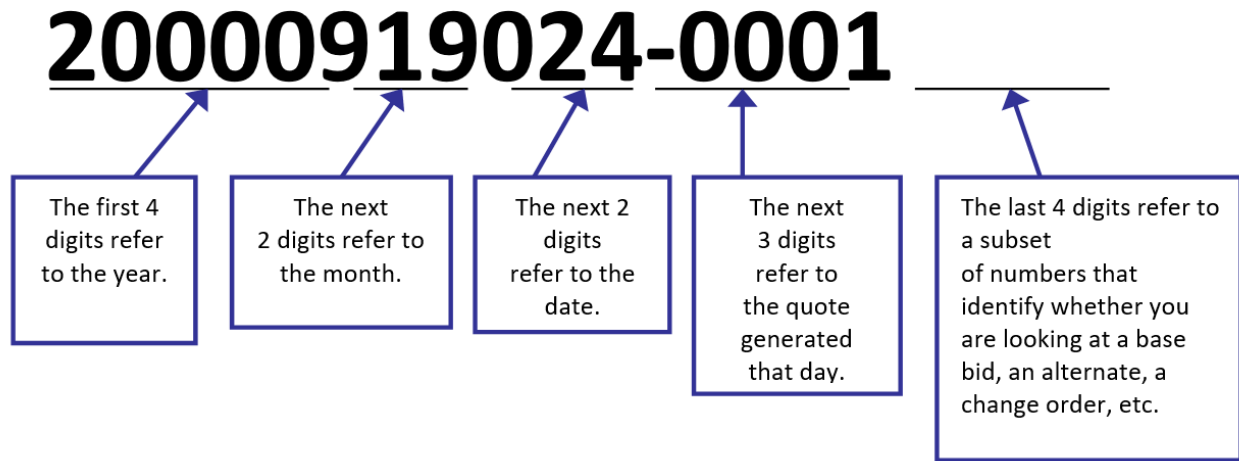 20000919024-0001
The first 4
digits refer
to the year.
The next
2 digits refer to
the month.
The next 2
digits
refer to the
date.
The next
3 digits
refer to
the quote
generated
that day.
The last 4 digits refer to
a subset
of numbers that
identify whether you
are looking at a base
bid, an alternate, a
change order, etc.